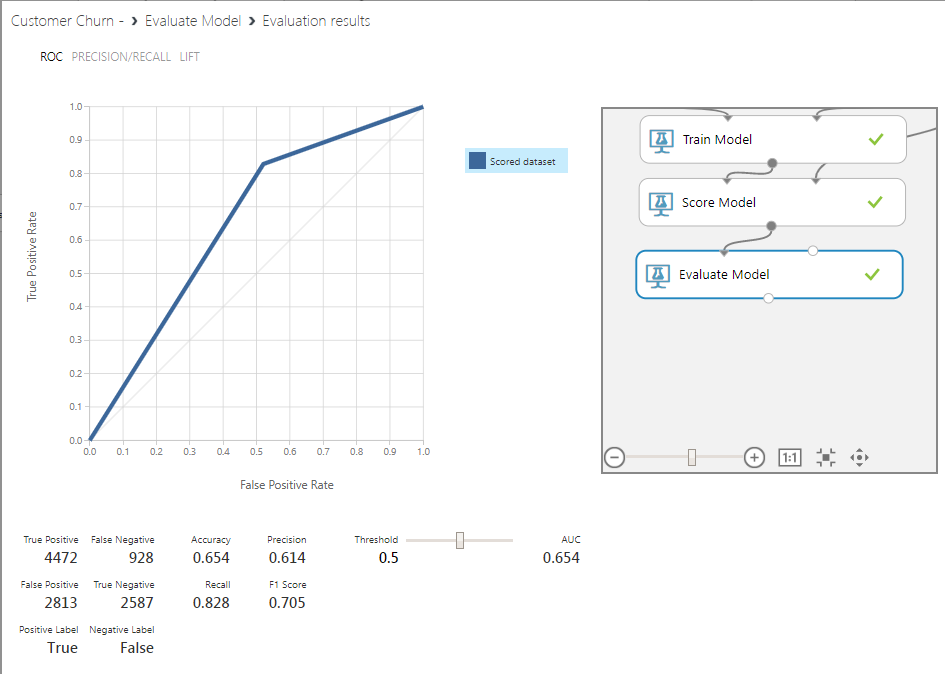 Customer Churn - › Evaluate Model › Evaluation results
ROC PRECISION/RECALL LIFT
1.0
0.9
0.8
0.7
0.6
0.5
0.4
0.3
0.2
0.1
0.0
True Positive Rate
0.0 0.1 0.2 0.3 0.4 0.5 0.6 0.7 0.8 0.9 1.0
False Positive Rate
Scored dataset
Train Model
Score Model
Evaluate Model
1:1
True Positive False Negative Accuracy Precision Threshold AUC
4472 928 0.654 0.614 0.5 0.654
False Positive True Negative Recall F1 Score
2813 2587 0.828 0.705
Positive Label Negative Label
True False